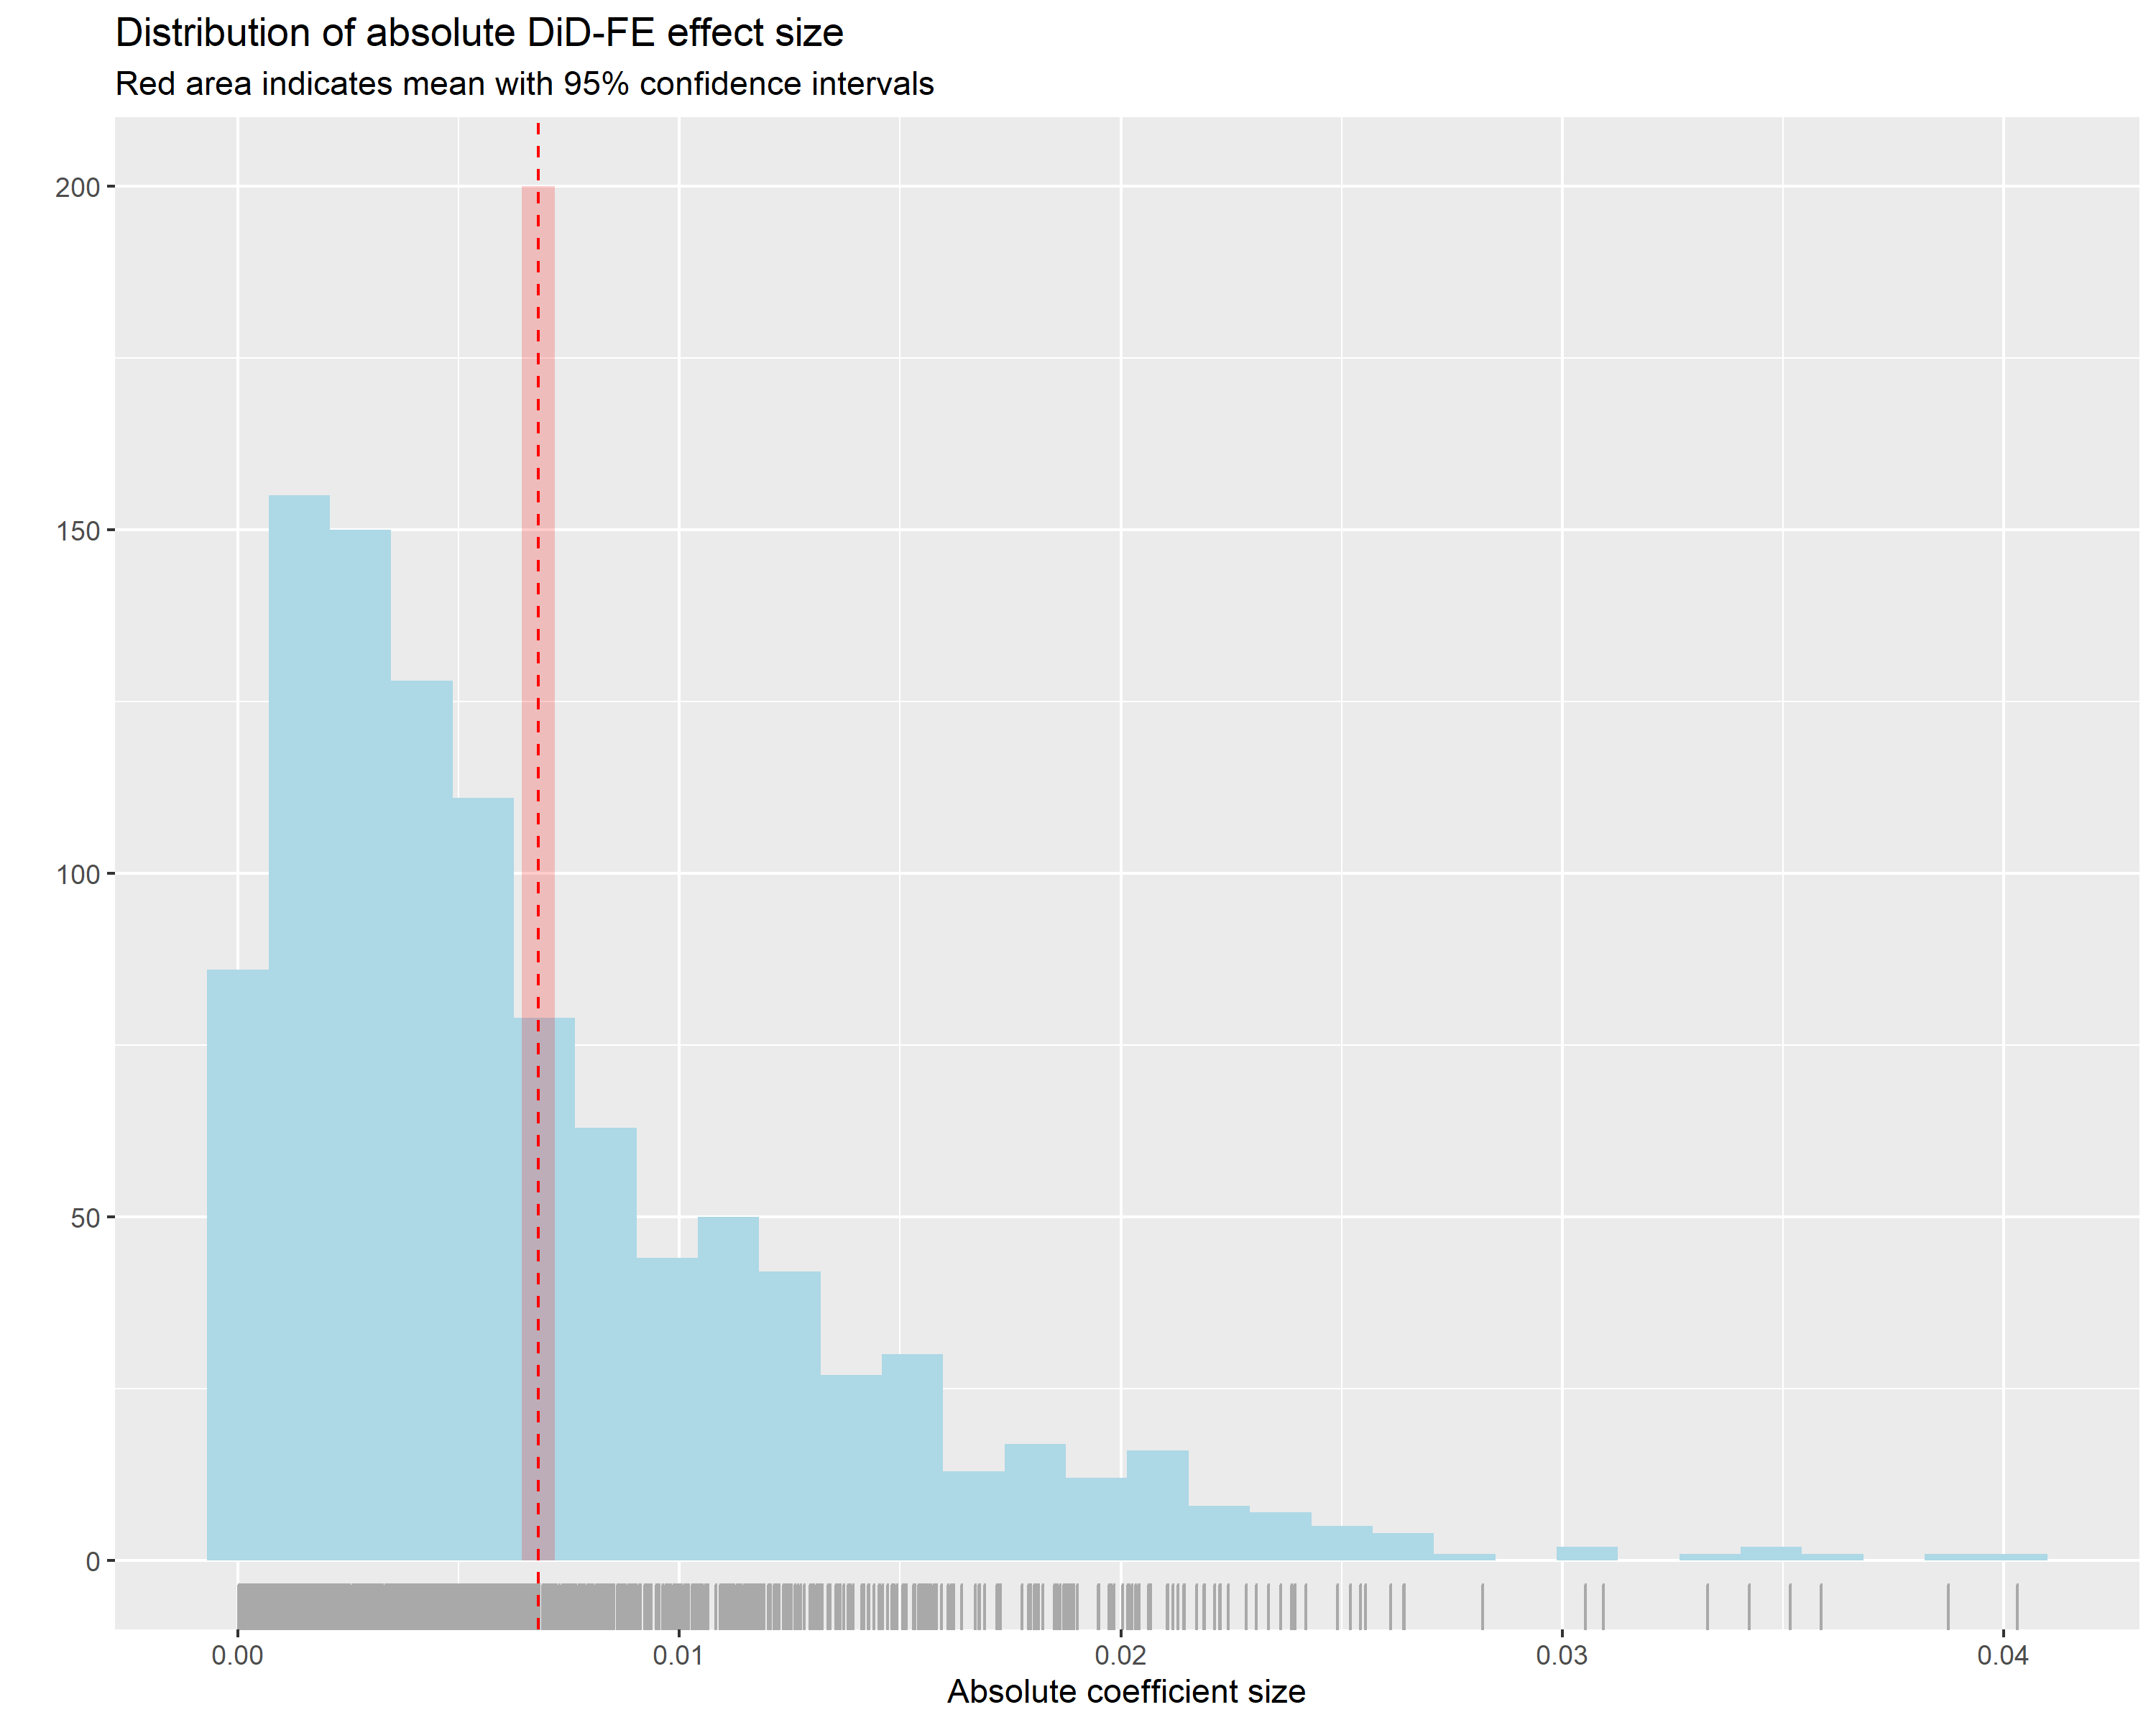 Distribution of absolute DiD-FE effect size
Red area indicates mean with 95% confidence intervals
200
150
100
50
0
0.00 0.01 0.02 0.03 0.04
Absolute coefficient size